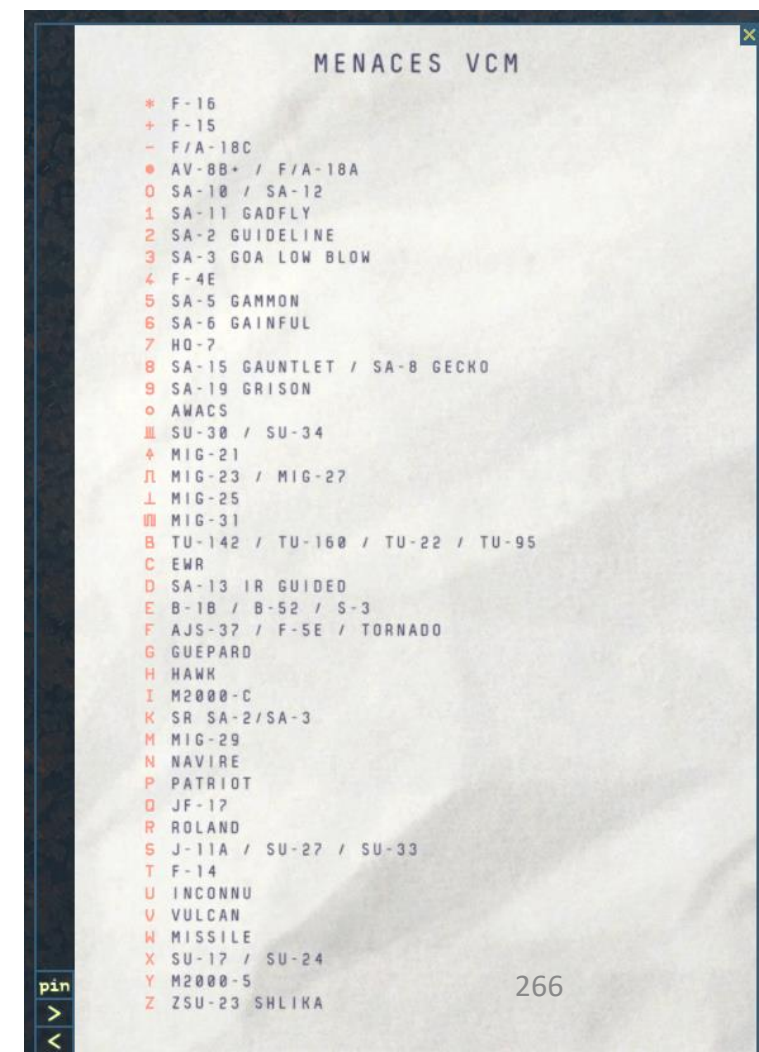 ×
MENACES VCM
* F-16
+ F-15
- F/A-18C
● AV-8B+ / F/A-18A
0 SA-10 / SA-12
1 SA-11 GADFLY
2 SA-2 GUIDELINE
3 SA-3 GOA LOW BLOW
4 F-4E
5 SA-5 GAMMON
6 SA-6 GAINFUL
7 HQ-7
8 SA-15 GAUNTLET / SA-8 GECKO
9 SA-19 GRISON
○ AWACS
SU-30 / SU-34
MIG-21
MIG-23 / MIG-27
⊥ MIG-25
MIG-31
B TU-142 / TU-160 / TU-22 / TU-95
C EWR
D SA-13 IR GUIDED
E B-1B / B-52 / S-3
F AJS-37 / F-5E / TORNADO
G GUEPARD
H HAWK
I M2000-C
K SR SA-2/SA-3
M MIG-29
N NAVIRE
P PATRIOT
Q JF-17
R ROLAND
S J-11A / SU-27 / SU-33
T F-14
U INCONNU
V VULCAN
W MISSILE
X SU-17 / SU-24
Y M2000-5
Z ZSU-23 SHLIKA
266
pin
>
<